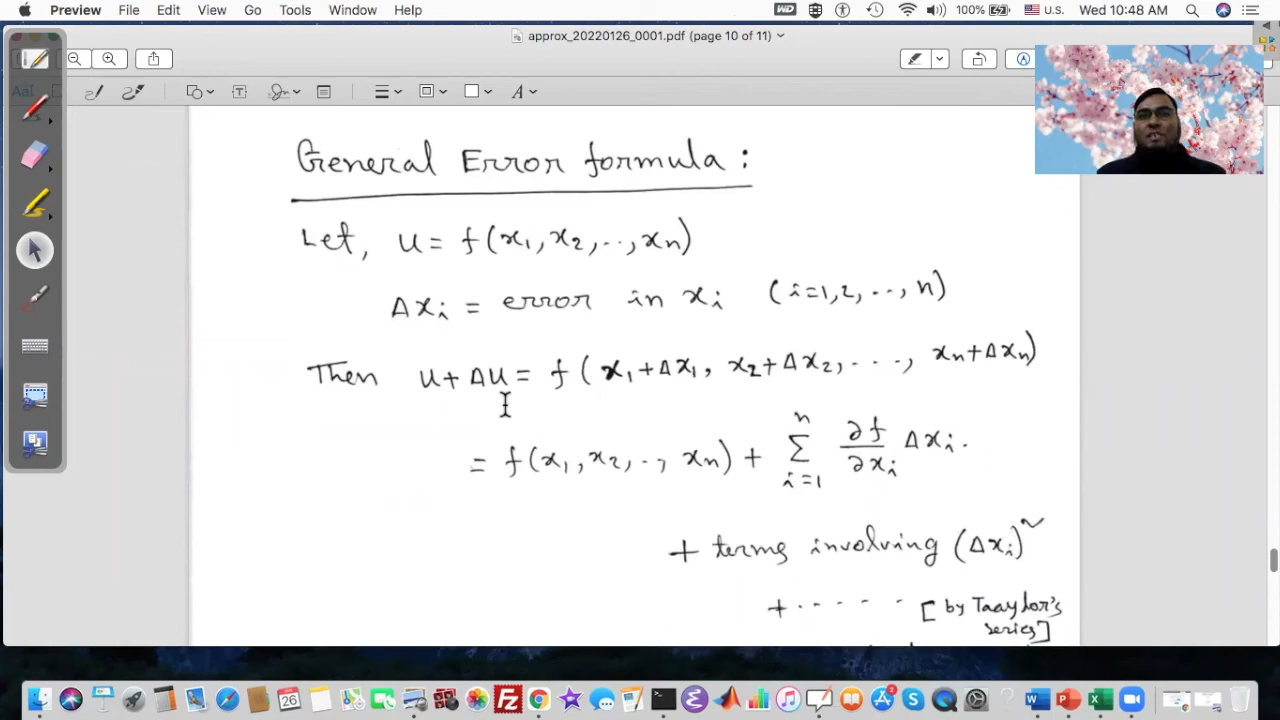 Preview File Edit View Go Tools Window Help 100% U.S. Wed 10:48 AM
approx_20220126_0001.pdf (page 10 of 11)
General Error formula :
Let, u = f(x₁, x₂, .., xₙ)
Δxᵢ = error in xᵢ (i=1,2, ..., n)
Then u + Δu = f ( x₁+Δx₁, x₂+Δx₂, ...., xₙ+Δxₙ)
= f(x₁, x₂, .., xₙ) + ∑ᵢ₌₁ⁿ ∂f/∂xᵢ Δxᵢ.
+ terms involving (Δxᵢ)²
+ ..... [ by Taaylor's
series]